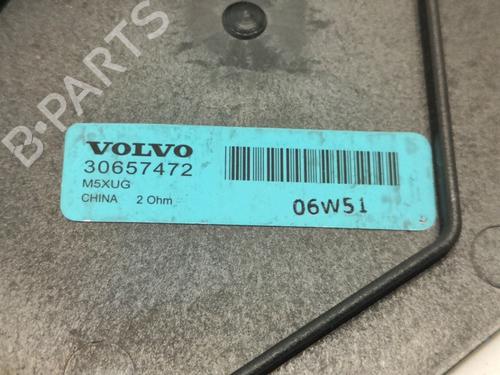 B-PARTS
VOLVO
30657472
M5XUG
CHINA 2 Ohm
06W51